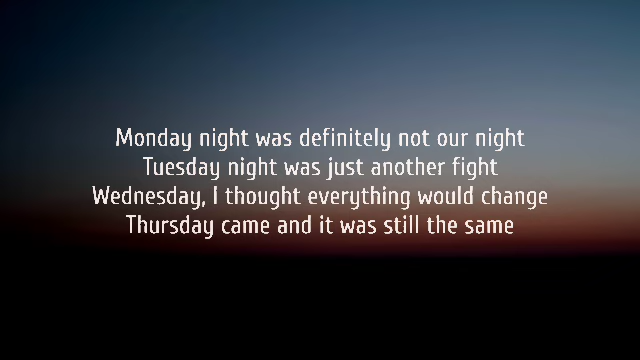 Monday night was definitely not our night
Tuesday night was just another fight
Wednesday, I thought everything would change
Thursday came and it was still the same